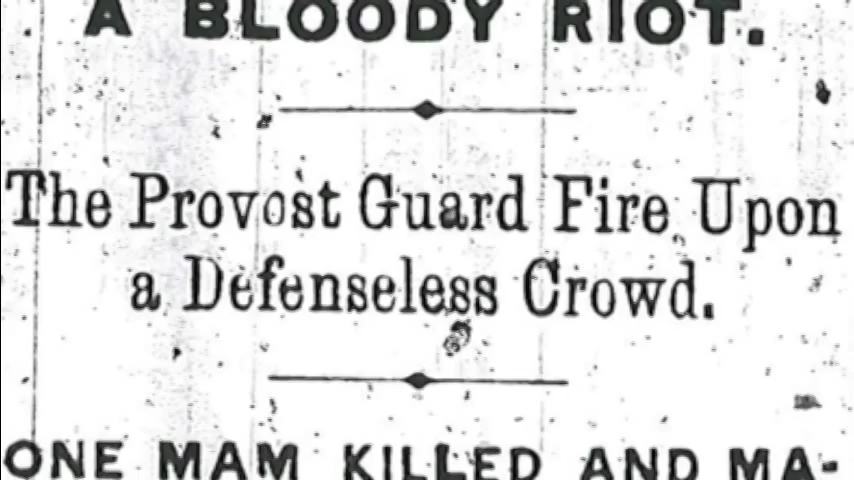 A BLOODY RIOT.
The Provost Guard Fire Upon
a Defenseless Crowd.
ONE MAM KILLED AND MA-